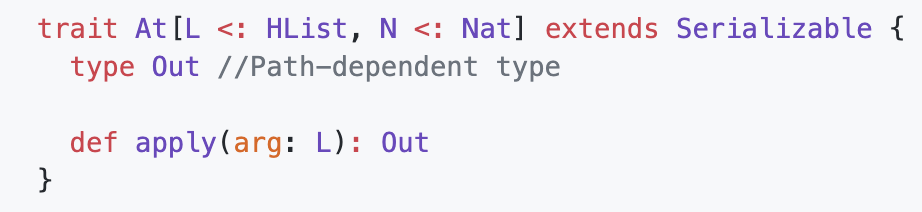 trait At[L <: HList, N <: Nat] extends Serializable {
  type Out //Path-dependent type
  def apply(arg: L): Out
}